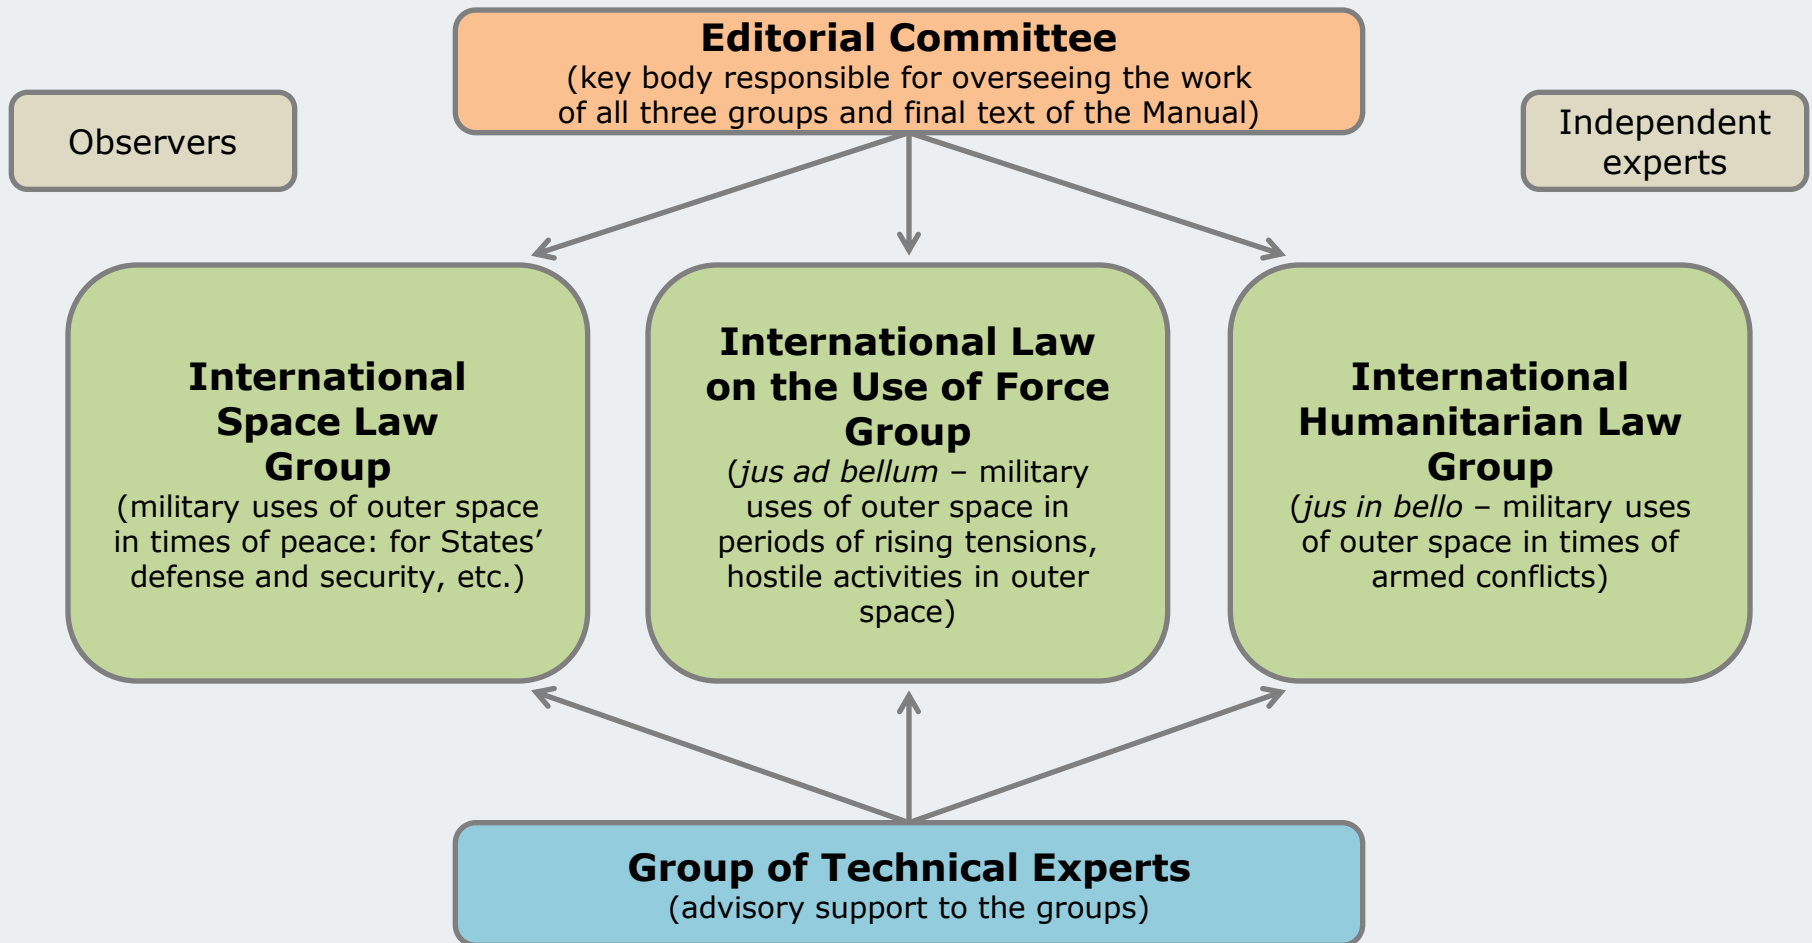 Editorial Committee
(key body responsible for overseeing the work
of all three groups and final text of the Manual)
Observers
Independent
experts
International
Space Law
Group
(military uses of outer space
in times of peace: for States’
defense and security, etc.)
International Law
on the Use of Force
Group
(jus ad bellum – military
uses of outer space in
periods of rising tensions,
hostile activities in outer
space)
International
Humanitarian Law
Group
(jus in bello – military uses
of outer space in times of
armed conflicts)
Group of Technical Experts
(advisory support to the groups)